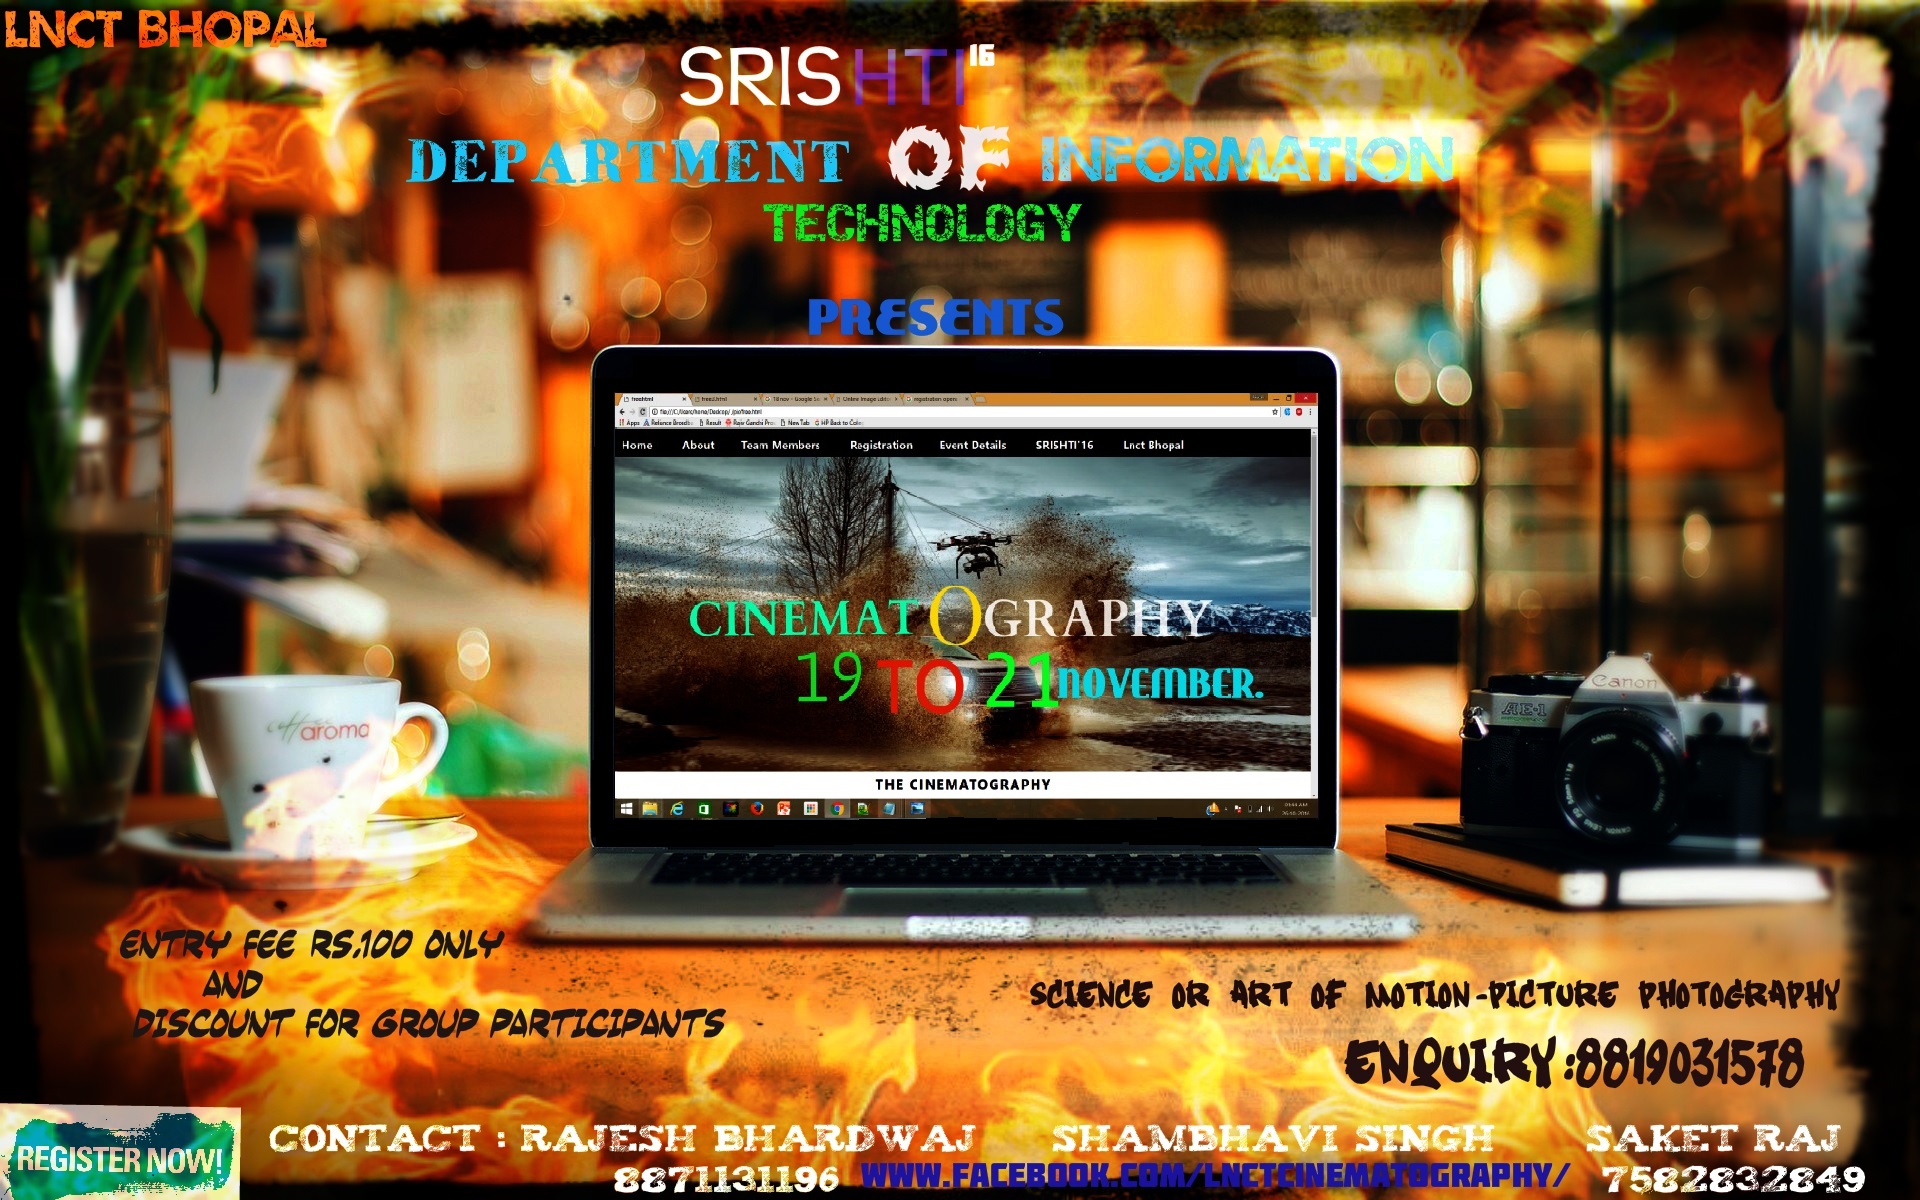 LNCT BHOPAL
SRISHTI 16
DEPARTMENT OF INFORMATION
TECHNOLOGY
PRESENTS
Home About Team Members Registration Event Details SRISHTI'16 Lnct Bhopal
CINEMATOGRAPHY
19 TO 21 NOVEMBER.
THE CINEMATOGRAPHY
coffee
aroma
Canon
AE-1
ENTRY FEE RS.100 ONLY
AND
DISCOUNT FOR GROUP PARTICIPANTS
SCIENCE OR ART OF MOTION-PICTURE PHOTOGRAPHY
ENQUIRY:8819031578
REGISTER NOW!
CONTACT : RAJESH BHARDWAJ SHAMBHAVI SINGH SAKET RAJ
8871131196 WWW.FACEBOOK.COM/LNCTCINEMATOGRAPHY/ 7582832849